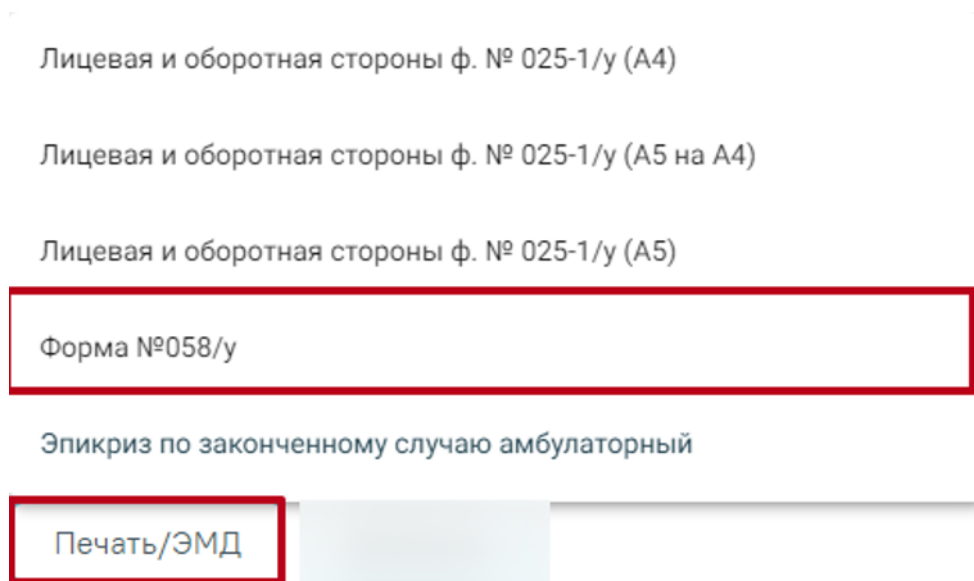 Лицевая и оборотная стороны ф. № 025-1/у (А4)
Лицевая и оборотная стороны ф. № 025-1/у (А5 на А4)
Лицевая и оборотная стороны ф. № 025-1/у (А5)
Форма №058/у
Эпикриз по законченному случаю амбулаторный
Печать/ЭМД